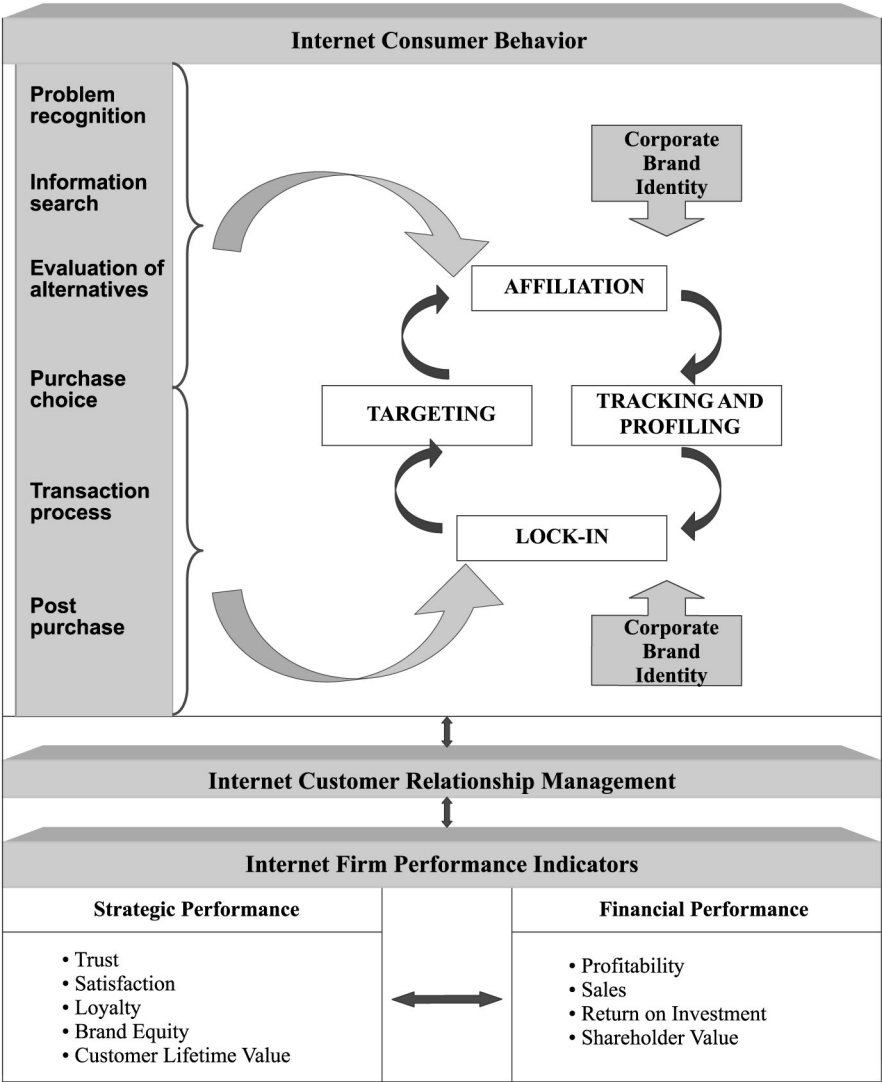 Internet Consumer Behavior
Problem
recognition
Information
search
Evaluation of
alternatives
Purchase
choice
Transaction
process
Post
purchase
Corporate
Brand
Identity
AFFILIATION
TARGETING
TRACKING AND
PROFILING
LOCK-IN
Corporate
Brand
Identity
Internet Customer Relationship Management
Internet Firm Performance Indicators
Strategic Performance
• Trust
• Satisfaction
• Loyalty
• Brand Equity
• Customer Lifetime Value
Financial Performance
• Profitability
• Sales
• Return on Investment
• Shareholder Value